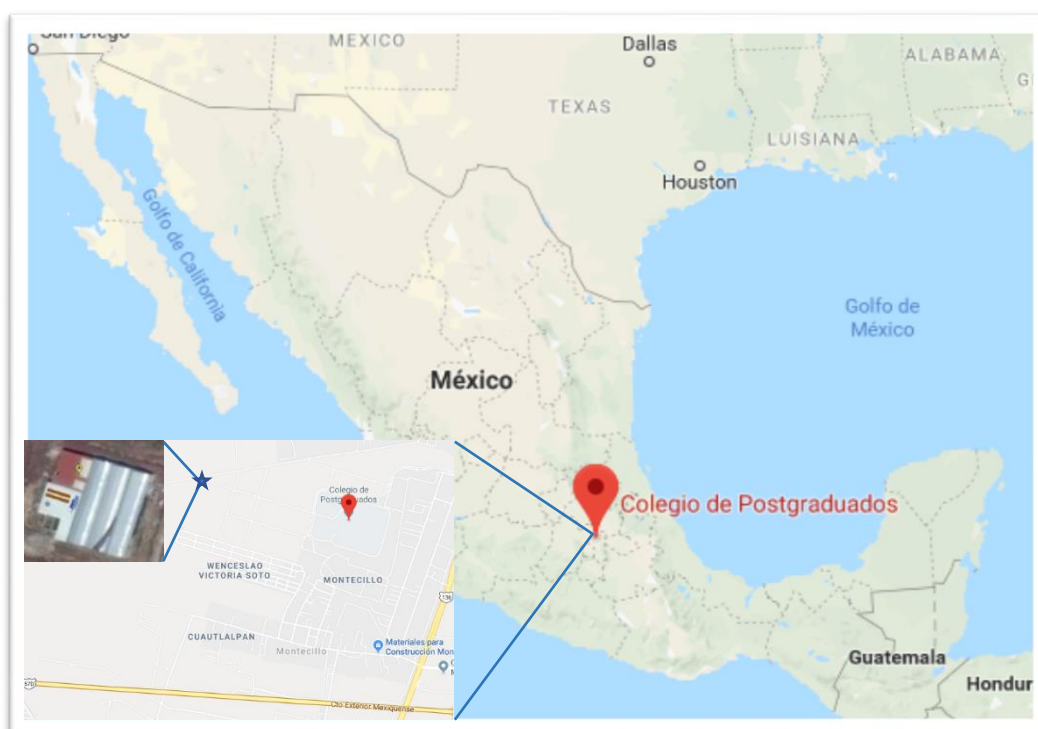 San Diego
MEXICO
Dallas
ALABAMA
TEXAS
LUISIANA
Houston
Golfo de
California
Golfo de
México
México
Colegio de Postgraduados
Colegio de
Postgraduados
WENCESLAO
VICTORIA SOTO
MONTECILLO
136
CUAUTLALPAN
Montecillo
Materiales para
Construcción Mon
Cto Exterior Mexiquense
Guatemala
Hondur